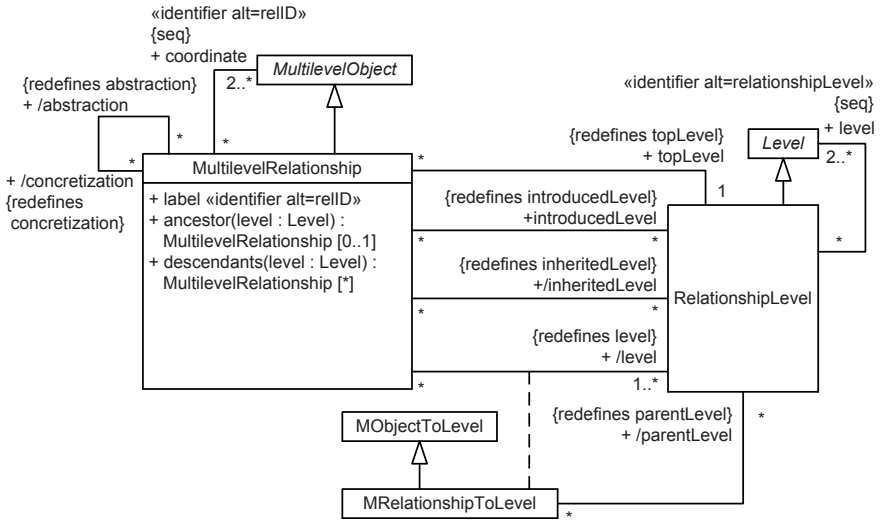 «identifier alt=relID»
{seq}
+ coordinate
2..*
MultilevelObject
{redefines abstraction}
+ /abstraction
*
*
*
+ /concretization
{redefines
concretization}
«identifier alt=relationshipLevel»
{seq}
+ level
2..*
Level
*
{redefines topLevel}
+ topLevel
*
1
MultilevelRelationship
+ label «identifier alt=relID»
+ ancestor(level : Level) :
MultilevelRelationship [0..1]
+ descendants(level : Level) :
MultilevelRelationship [*]
{redefines introducedLevel}
+introducedLevel
*
*
{redefines inheritedLevel}
+/inheritedLevel
*
*
RelationshipLevel
{redefines level}
+ /level
*
1..*
MObjectToLevel
{redefines parentLevel}
+ /parentLevel
*
MRelationshipToLevel
*